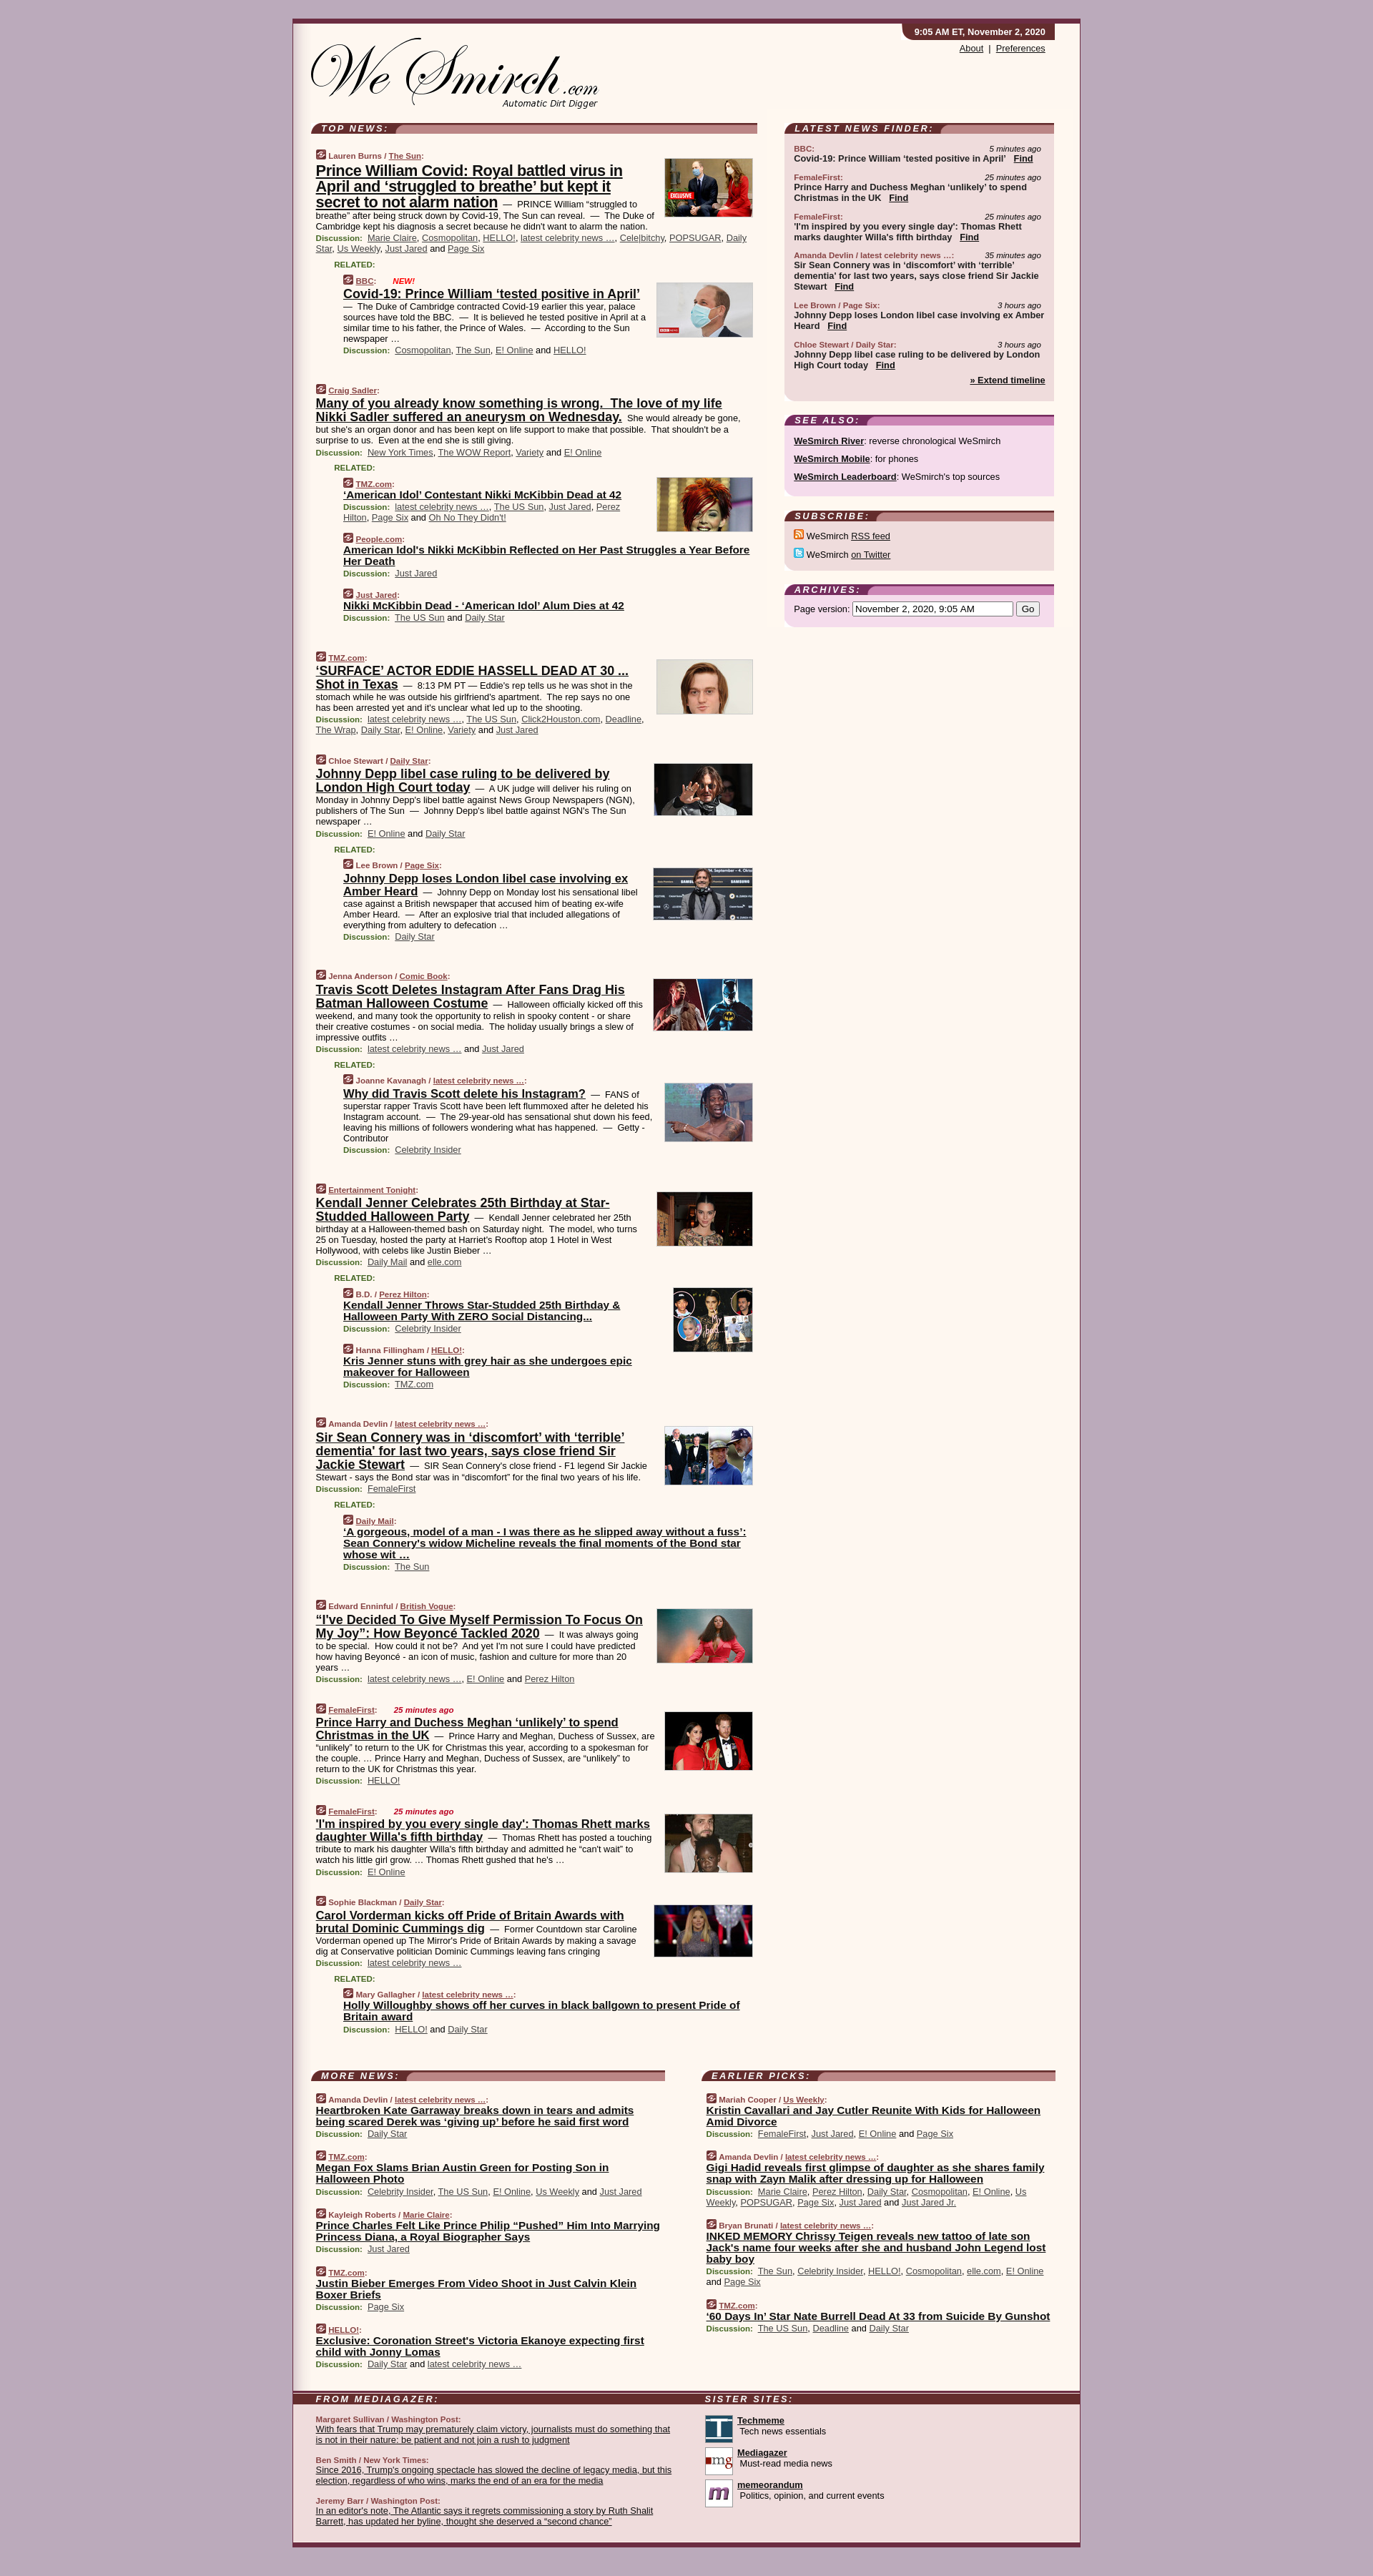 9:05 AM ET, November 2, 2020
About | Preferences
We Smirch .com
Automatic Dirt Digger
TOP NEWS:
Lauren Burns / The Sun:
Prince William Covid: Royal battled virus in
April and ‘struggled to breathe’ but kept it
secret to not alarm nation — PRINCE William “struggled to
breathe” after being struck down by Covid-19, The Sun can reveal. — The Duke of
Cambridge kept his diagnosis a secret because he didn't want to alarm the nation.
Discussion: Marie Claire, Cosmopolitan, HELLO!, latest celebrity news …, Cele|bitchy, POPSUGAR, Daily
Star, Us Weekly, Just Jared and Page Six
EXCLUSIVE
RELATED:
BBC: NEW!
Covid-19: Prince William ‘tested positive in April’
— The Duke of Cambridge contracted Covid-19 earlier this year, palace
sources have told the BBC. — It is believed he tested positive in April at a
similar time to his father, the Prince of Wales. — According to the Sun
newspaper …
Discussion: Cosmopolitan, The Sun, E! Online and HELLO!
Craig Sadler:
Many of you already know something is wrong. The love of my life
Nikki Sadler suffered an aneurysm on Wednesday. She would already be gone,
but she's an organ donor and has been kept on life support to make that possible. That shouldn't be a
surprise to us. Even at the end she is still giving.
Discussion: New York Times, The WOW Report, Variety and E! Online
RELATED:
TMZ.com:
‘American Idol’ Contestant Nikki McKibbin Dead at 42
Discussion: latest celebrity news …, The US Sun, Just Jared, Perez
Hilton, Page Six and Oh No They Didn't!
People.com:
American Idol's Nikki McKibbin Reflected on Her Past Struggles a Year Before
Her Death
Discussion: Just Jared
Just Jared:
Nikki McKibbin Dead - ‘American Idol’ Alum Dies at 42
Discussion: The US Sun and Daily Star
TMZ.com:
‘SURFACE’ ACTOR EDDIE HASSELL DEAD AT 30 ...
Shot in Texas — 8:13 PM PT — Eddie's rep tells us he was shot in the
stomach while he was outside his girlfriend's apartment. The rep says no one
has been arrested yet and it's unclear what led up to the shooting.
Discussion: latest celebrity news …, The US Sun, Click2Houston.com, Deadline,
The Wrap, Daily Star, E! Online, Variety and Just Jared
Chloe Stewart / Daily Star:
Johnny Depp libel case ruling to be delivered by
London High Court today — A UK judge will deliver his ruling on
Monday in Johnny Depp's libel battle against News Group Newspapers (NGN),
publishers of The Sun — Johnny Depp's libel battle against NGN's The Sun
newspaper …
Discussion: E! Online and Daily Star
RELATED:
Lee Brown / Page Six:
Johnny Depp loses London libel case involving ex
Amber Heard — Johnny Depp on Monday lost his sensational libel
case against a British newspaper that accused him of beating ex-wife
Amber Heard. — After an explosive trial that included allegations of
everything from adultery to defecation …
Discussion: Daily Star
Jenna Anderson / Comic Book:
Travis Scott Deletes Instagram After Fans Drag His
Batman Halloween Costume — Halloween officially kicked off this
weekend, and many took the opportunity to relish in spooky content - or share
their creative costumes - on social media. The holiday usually brings a slew of
impressive outfits …
Discussion: latest celebrity news … and Just Jared
RELATED:
Joanne Kavanagh / latest celebrity news …:
Why did Travis Scott delete his Instagram? — FANS of
superstar rapper Travis Scott have been left flummoxed after he deleted his
Instagram account. — The 29-year-old has sensational shut down his feed,
leaving his millions of followers wondering what has happened. — Getty -
Contributor
Discussion: Celebrity Insider
Entertainment Tonight:
Kendall Jenner Celebrates 25th Birthday at Star-
Studded Halloween Party — Kendall Jenner celebrated her 25th
birthday at a Halloween-themed bash on Saturday night. The model, who turns
25 on Tuesday, hosted the party at Harriet's Rooftop atop 1 Hotel in West
Hollywood, with celebs like Justin Bieber …
Discussion: Daily Mail and elle.com
RELATED:
B.D. / Perez Hilton:
Kendall Jenner Throws Star-Studded 25th Birthday &
Halloween Party With ZERO Social Distancing...
Discussion: Celebrity Insider
Hanna Fillingham / HELLO!:
Kris Jenner stuns with grey hair as she undergoes epic
makeover for Halloween
Discussion: TMZ.com
Amanda Devlin / latest celebrity news …:
Sir Sean Connery was in ‘discomfort’ with ‘terrible’
dementia' for last two years, says close friend Sir
Jackie Stewart — SIR Sean Connery's close friend - F1 legend Sir Jackie
Stewart - says the Bond star was in “discomfort” for the final two years of his life.
Discussion: FemaleFirst
RELATED:
Daily Mail:
‘A gorgeous, model of a man - I was there as he slipped away without a fuss’:
Sean Connery's widow Micheline reveals the final moments of the Bond star
whose wit …
Discussion: The Sun
Edward Enninful / British Vogue:
“I've Decided To Give Myself Permission To Focus On
My Joy”: How Beyoncé Tackled 2020 — It was always going
to be special. How could it not be? And yet I'm not sure I could have predicted
how having Beyoncé - an icon of music, fashion and culture for more than 20
years …
Discussion: latest celebrity news …, E! Online and Perez Hilton
FemaleFirst: 25 minutes ago
Prince Harry and Duchess Meghan ‘unlikely’ to spend
Christmas in the UK — Prince Harry and Meghan, Duchess of Sussex, are
“unlikely” to return to the UK for Christmas this year, according to a spokesman for
the couple. … Prince Harry and Meghan, Duchess of Sussex, are “unlikely” to
return to the UK for Christmas this year.
Discussion: HELLO!
FemaleFirst: 25 minutes ago
'I'm inspired by you every single day': Thomas Rhett marks
daughter Willa's fifth birthday — Thomas Rhett has posted a touching
tribute to mark his daughter Willa's fifth birthday and admitted he “can't wait” to
watch his little girl grow. … Thomas Rhett gushed that he's …
Discussion: E! Online
Sophie Blackman / Daily Star:
Carol Vorderman kicks off Pride of Britain Awards with
brutal Dominic Cummings dig — Former Countdown star Caroline
Vorderman opened up The Mirror's Pride of Britain Awards by making a savage
dig at Conservative politician Dominic Cummings leaving fans cringing
Discussion: latest celebrity news …
RELATED:
Mary Gallagher / latest celebrity news …:
Holly Willoughby shows off her curves in black ballgown to present Pride of
Britain award
Discussion: HELLO! and Daily Star
LATEST NEWS FINDER:
BBC: 5 minutes ago
Covid-19: Prince William ‘tested positive in April’ Find
FemaleFirst: 25 minutes ago
Prince Harry and Duchess Meghan ‘unlikely’ to spend
Christmas in the UK Find
FemaleFirst: 25 minutes ago
'I'm inspired by you every single day': Thomas Rhett
marks daughter Willa's fifth birthday Find
Amanda Devlin / latest celebrity news …: 35 minutes ago
Sir Sean Connery was in ‘discomfort’ with ‘terrible’
dementia' for last two years, says close friend Sir Jackie
Stewart Find
Lee Brown / Page Six: 3 hours ago
Johnny Depp loses London libel case involving ex Amber
Heard Find
Chloe Stewart / Daily Star: 3 hours ago
Johnny Depp libel case ruling to be delivered by London
High Court today Find
» Extend timeline
SEE ALSO:
WeSmirch River: reverse chronological WeSmirch
WeSmirch Mobile: for phones
WeSmirch Leaderboard: WeSmirch's top sources
SUBSCRIBE:
WeSmirch RSS feed
WeSmirch on Twitter
ARCHIVES:
Page version: November 2, 2020, 9:05 AM Go
MORE NEWS:
Amanda Devlin / latest celebrity news …:
Heartbroken Kate Garraway breaks down in tears and admits
being scared Derek was ‘giving up’ before he said first word
Discussion: Daily Star
TMZ.com:
Megan Fox Slams Brian Austin Green for Posting Son in
Halloween Photo
Discussion: Celebrity Insider, The US Sun, E! Online, Us Weekly and Just Jared
Kayleigh Roberts / Marie Claire:
Prince Charles Felt Like Prince Philip “Pushed” Him Into Marrying
Princess Diana, a Royal Biographer Says
Discussion: Just Jared
TMZ.com:
Justin Bieber Emerges From Video Shoot in Just Calvin Klein
Boxer Briefs
Discussion: Page Six
HELLO!:
Exclusive: Coronation Street's Victoria Ekanoye expecting first
child with Jonny Lomas
Discussion: Daily Star and latest celebrity news …
EARLIER PICKS:
Mariah Cooper / Us Weekly:
Kristin Cavallari and Jay Cutler Reunite With Kids for Halloween
Amid Divorce
Discussion: FemaleFirst, Just Jared, E! Online and Page Six
Amanda Devlin / latest celebrity news …:
Gigi Hadid reveals first glimpse of daughter as she shares family
snap with Zayn Malik after dressing up for Halloween
Discussion: Marie Claire, Perez Hilton, Daily Star, Cosmopolitan, E! Online, Us
Weekly, POPSUGAR, Page Six, Just Jared and Just Jared Jr.
Bryan Brunati / latest celebrity news …:
INKED MEMORY Chrissy Teigen reveals new tattoo of late son
Jack's name four weeks after she and husband John Legend lost
baby boy
Discussion: The Sun, Celebrity Insider, HELLO!, Cosmopolitan, elle.com, E! Online
and Page Six
TMZ.com:
‘60 Days In’ Star Nate Burrell Dead At 33 from Suicide By Gunshot
Discussion: The US Sun, Deadline and Daily Star
FROM MEDIAGAZER:
Margaret Sullivan / Washington Post:
With fears that Trump may prematurely claim victory, journalists must do something that
is not in their nature: be patient and not join a rush to judgment
Ben Smith / New York Times:
Since 2016, Trump's ongoing spectacle has slowed the decline of legacy media, but this
election, regardless of who wins, marks the end of an era for the media
Jeremy Barr / Washington Post:
In an editor's note, The Atlantic says it regrets commissioning a story by Ruth Shalit
Barrett, has updated her byline, thought she deserved a “second chance”
SISTER SITES:
T Techmeme
Tech news essentials
mg Mediagazer
Must-read media news
m memeorandum
Politics, opinion, and current events